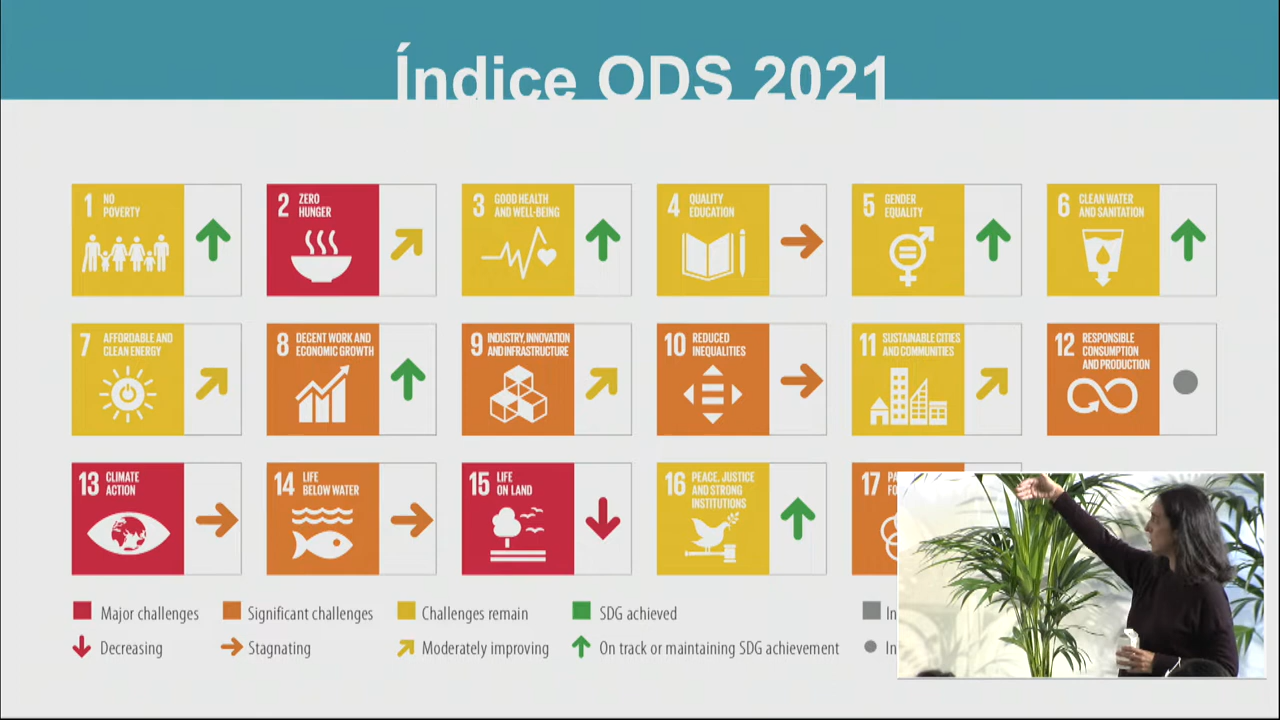 Índice ODS 2021
1 NO POVERTY
2 ZERO HUNGER
3 GOOD HEALTH AND WELL-BEING
4 QUALITY EDUCATION
5 GENDER EQUALITY
6 CLEAN WATER AND SANITATION
7 AFFORDABLE AND CLEAN ENERGY
8 DECENT WORK AND ECONOMIC GROWTH
9 INDUSTRY, INNOVATION AND INFRASTRUCTURE
10 REDUCED INEQUALITIES
11 SUSTAINABLE CITIES AND COMMUNITIES
12 RESPONSIBLE CONSUMPTION AND PRODUCTION
13 CLIMATE ACTION
14 LIFE BELOW WATER
15 LIFE ON LAND
16 PEACE, JUSTICE AND STRONG INSTITUTIONS
17
Major challenges Significant challenges Challenges remain SDG achieved
Decreasing Stagnating Moderately improving On track or maintaining SDG achievement